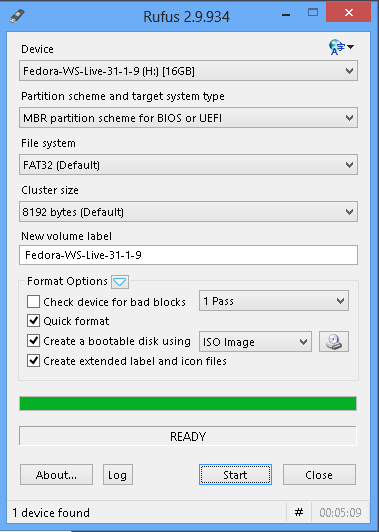 Rufus 2.9.934
Device
Fedora-WS-Live-31-1-9 (H:) [16GB]
Partition scheme and target system type
MBR partition scheme for BIOS or UEFI
File system
FAT32 (Default)
Cluster size
8192 bytes (Default)
New volume label
Fedora-WS-Live-31-1-9
Format Options
Check device for bad blocks 1 Pass
Quick format
Create a bootable disk using ISO Image
Create extended label and icon files
READY
About... Log Start Close
1 device found # 00:05:09